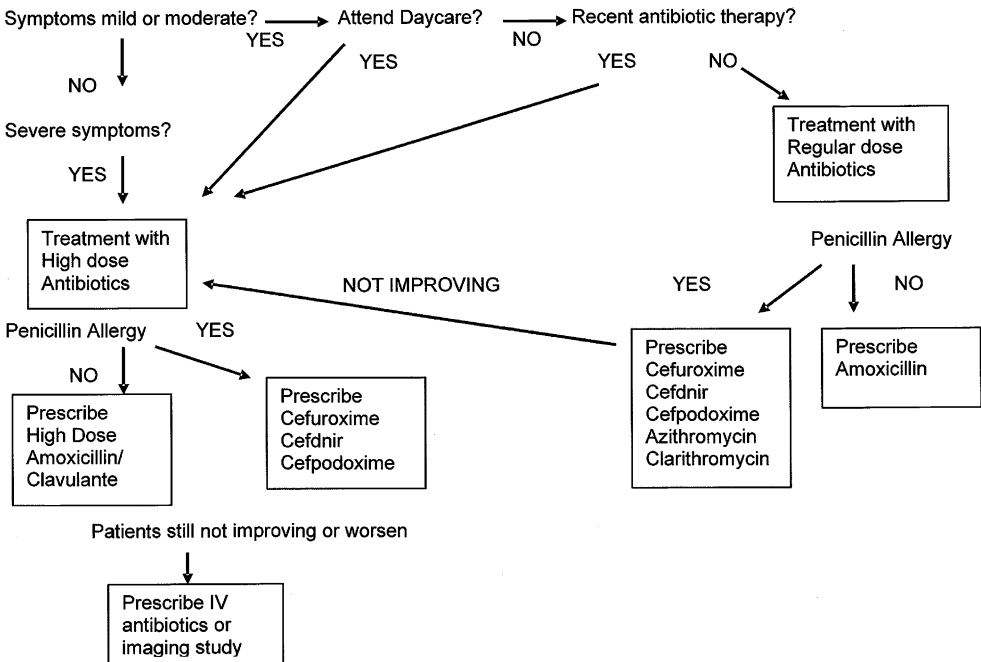 Symptoms mild or moderate?
YES
Attend Daycare?
NO
Recent antibiotic therapy?
NO
YES
YES
NO
Severe symptoms?
YES
Treatment with
Regular dose
Antibiotics
Treatment with
High dose
Antibiotics
Penicillin Allergy
NOT IMPROVING
YES
NO
Penicillin Allergy
YES
NO
Prescribe
Cefuroxime
Cefdnir
Cefpodoxime
Azithromycin
Clarithromycin
Prescribe
Amoxicillin
Prescribe
High Dose
Amoxicillin/
Clavulante
Prescribe
Cefuroxime
Cefdnir
Cefpodoxime
Patients still not improving or worsen
Prescribe IV
antibiotics or
imaging study